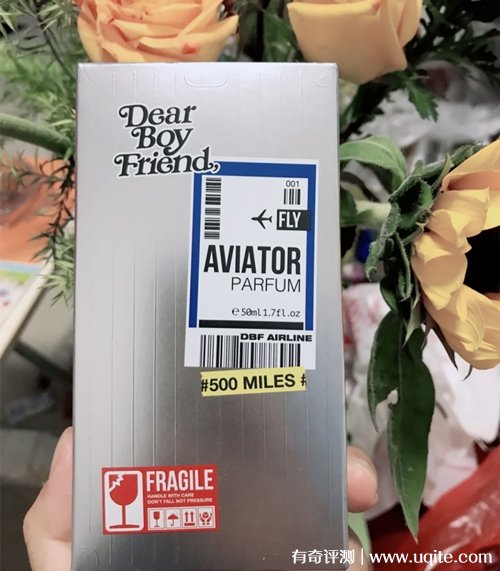 Dear
Boy
Friend,
001
FLY
AVIATOR
PARFUM
℮50ml1.7fl.oz
DBF AIRLINE
#500 MILES #
FRAGILE
HANDLE WITH CARE
DON'T FALL NOT PRESSURE
有奇评测 | www.uqite.com